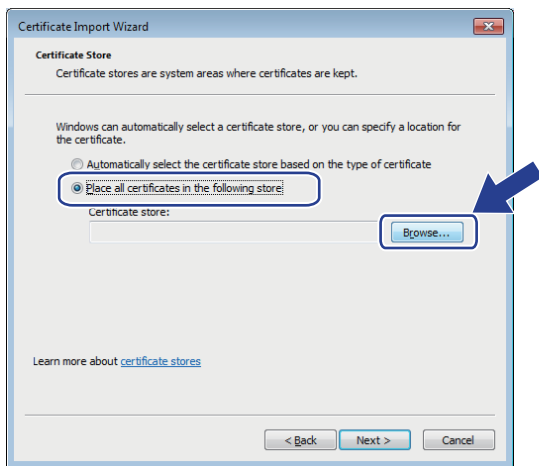 Certificate Import Wizard
Certificate Store
Certificate stores are system areas where certificates are kept.
Windows can automatically select a certificate store, or you can specify a location for
the certificate.
Automatically select the certificate store based on the type of certificate
Place all certificates in the following store
Certificate store:
Browse...
Learn more about certificate stores
< Back Next > Cancel